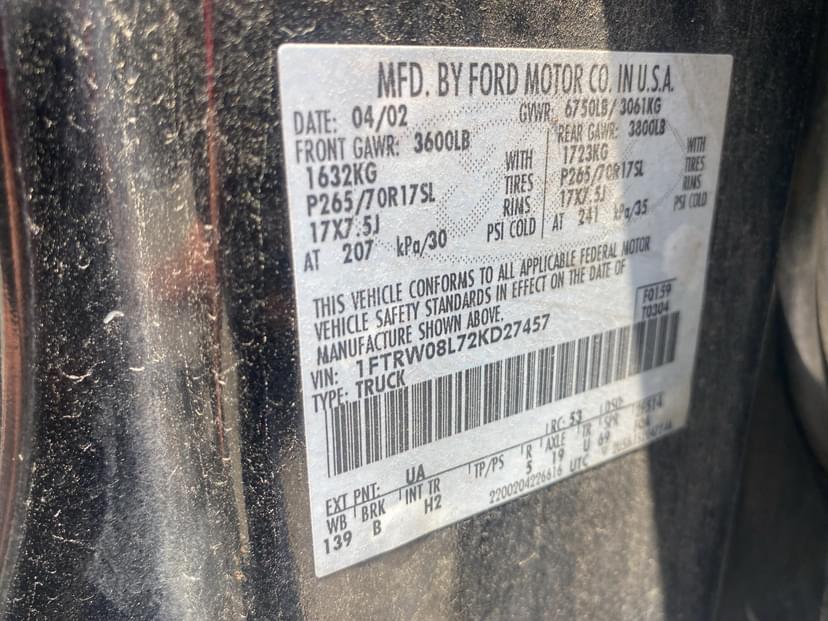 MFD. BY FORD MOTOR CO. IN U.S.A.
DATE: 04/02 GVWR: 6750LB/3061KG
FRONT GAWR: 3600LB REAR GAWR: 3800LB
1632KG WITH 1723KG WITH
P265/70R17SL TIRES P265/70R17SL TIRES
17X7.5J RIMS 17X7.5J RIMS
AT 207 kPa/30 PSI COLD AT 241 kPa/35 PSI COLD
THIS VEHICLE CONFORMS TO ALL APPLICABLE FEDERAL MOTOR
VEHICLE SAFETY STANDARDS IN EFFECT ON THE DATE OF
MANUFACTURE SHOWN ABOVE.
VIN: 1FTRW08L72KD27457 F0159
TYPE: TRUCK T0304
EXT PNT: UA RC: 53 DSO:
WB BRK INT TR TP/PS R AXLE TR SPR
139 B H2 5 19 U 69
2200204226616 UTC